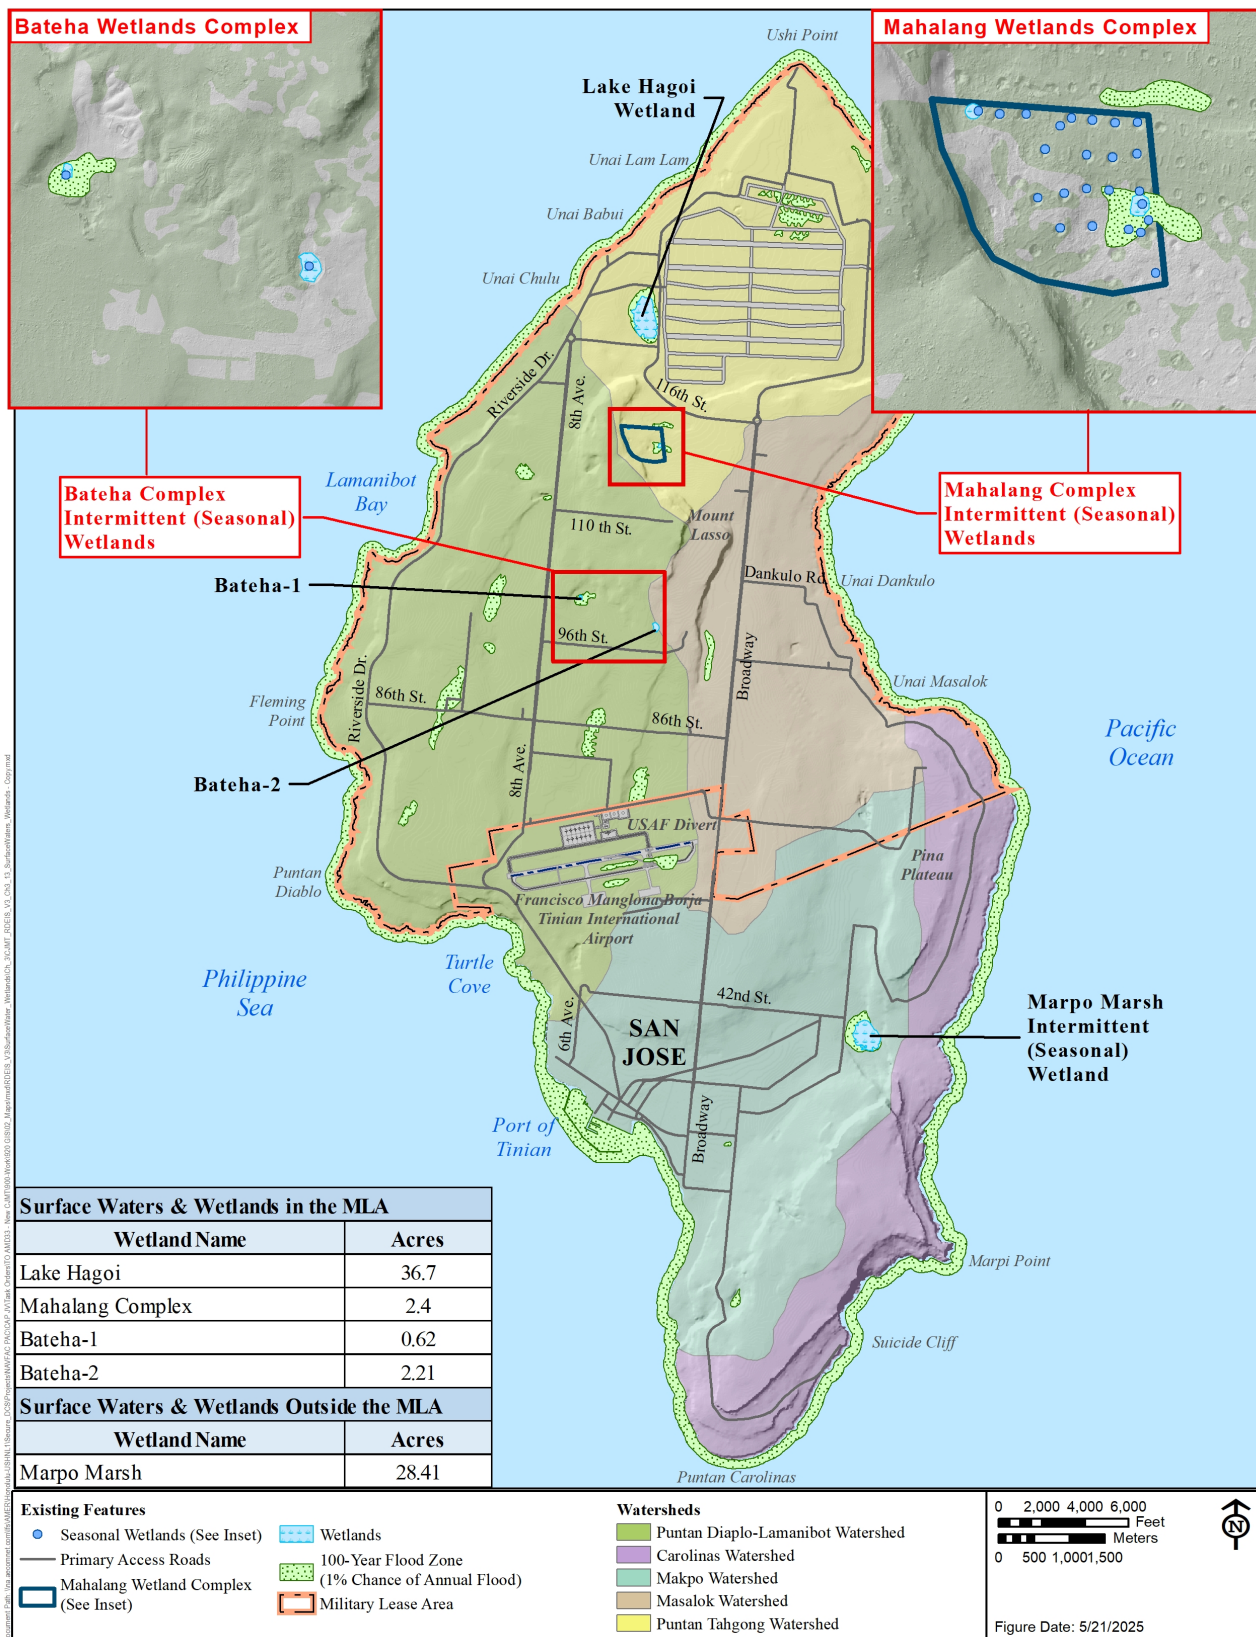 Bateha Wetlands Complex
Mahalang Wetlands Complex
Ushi Point
Lake Hagoi
Wetland
Unai Lam Lam
Unai Babui
Unai Chulu
Riverside Dr.
8th Ave.
116th St.
Lamanibot
Bay
Bateha Complex
Intermittent (Seasonal)
Wetlands
Mahalang Complex
Intermittent (Seasonal)
Wetlands
110 th St.
Mount
Lasso
Dankulo Rd.
Unai Dankulo
Bateha-1
96th St.
Broadway
Riverside Dr.
Fleming
Point
86th St.
86th St.
Unai Masalok
Pacific
Ocean
8th Ave.
Bateha-2
USAF Divert
Pina
Plateau
Puntan
Diablo
Francisco Manglona Borja
Tinian International
Airport
Turtle
Cove
Philippine
Sea
42nd St.
6th Ave.
SAN
JOSE
Marpo Marsh
Intermittent
(Seasonal)
Wetland
Port of
Tinian
Broadway
Marpi Point
Suicide Cliff
Puntan Carolinas
Surface Waters & Wetlands in the MLA
Wetland Name Acres
Lake Hagoi 36.7
Mahalang Complex 2.4
Bateha-1 0.62
Bateha-2 2.21
Surface Waters & Wetlands Outside the MLA
Wetland Name Acres
Marpo Marsh 28.41
Existing Features
Seasonal Wetlands (See Inset)
Primary Access Roads
Mahalang Wetland Complex
(See Inset)
Wetlands
100-Year Flood Zone
(1% Chance of Annual Flood)
Military Lease Area
Watersheds
Puntan Diaplo-Lamanibot Watershed
Carolinas Watershed
Makpo Watershed
Masalok Watershed
Puntan Tahgong Watershed
0 2,000 4,000 6,000
Feet
Meters
0 500 1,000 1,500
N
Figure Date: 5/21/2025